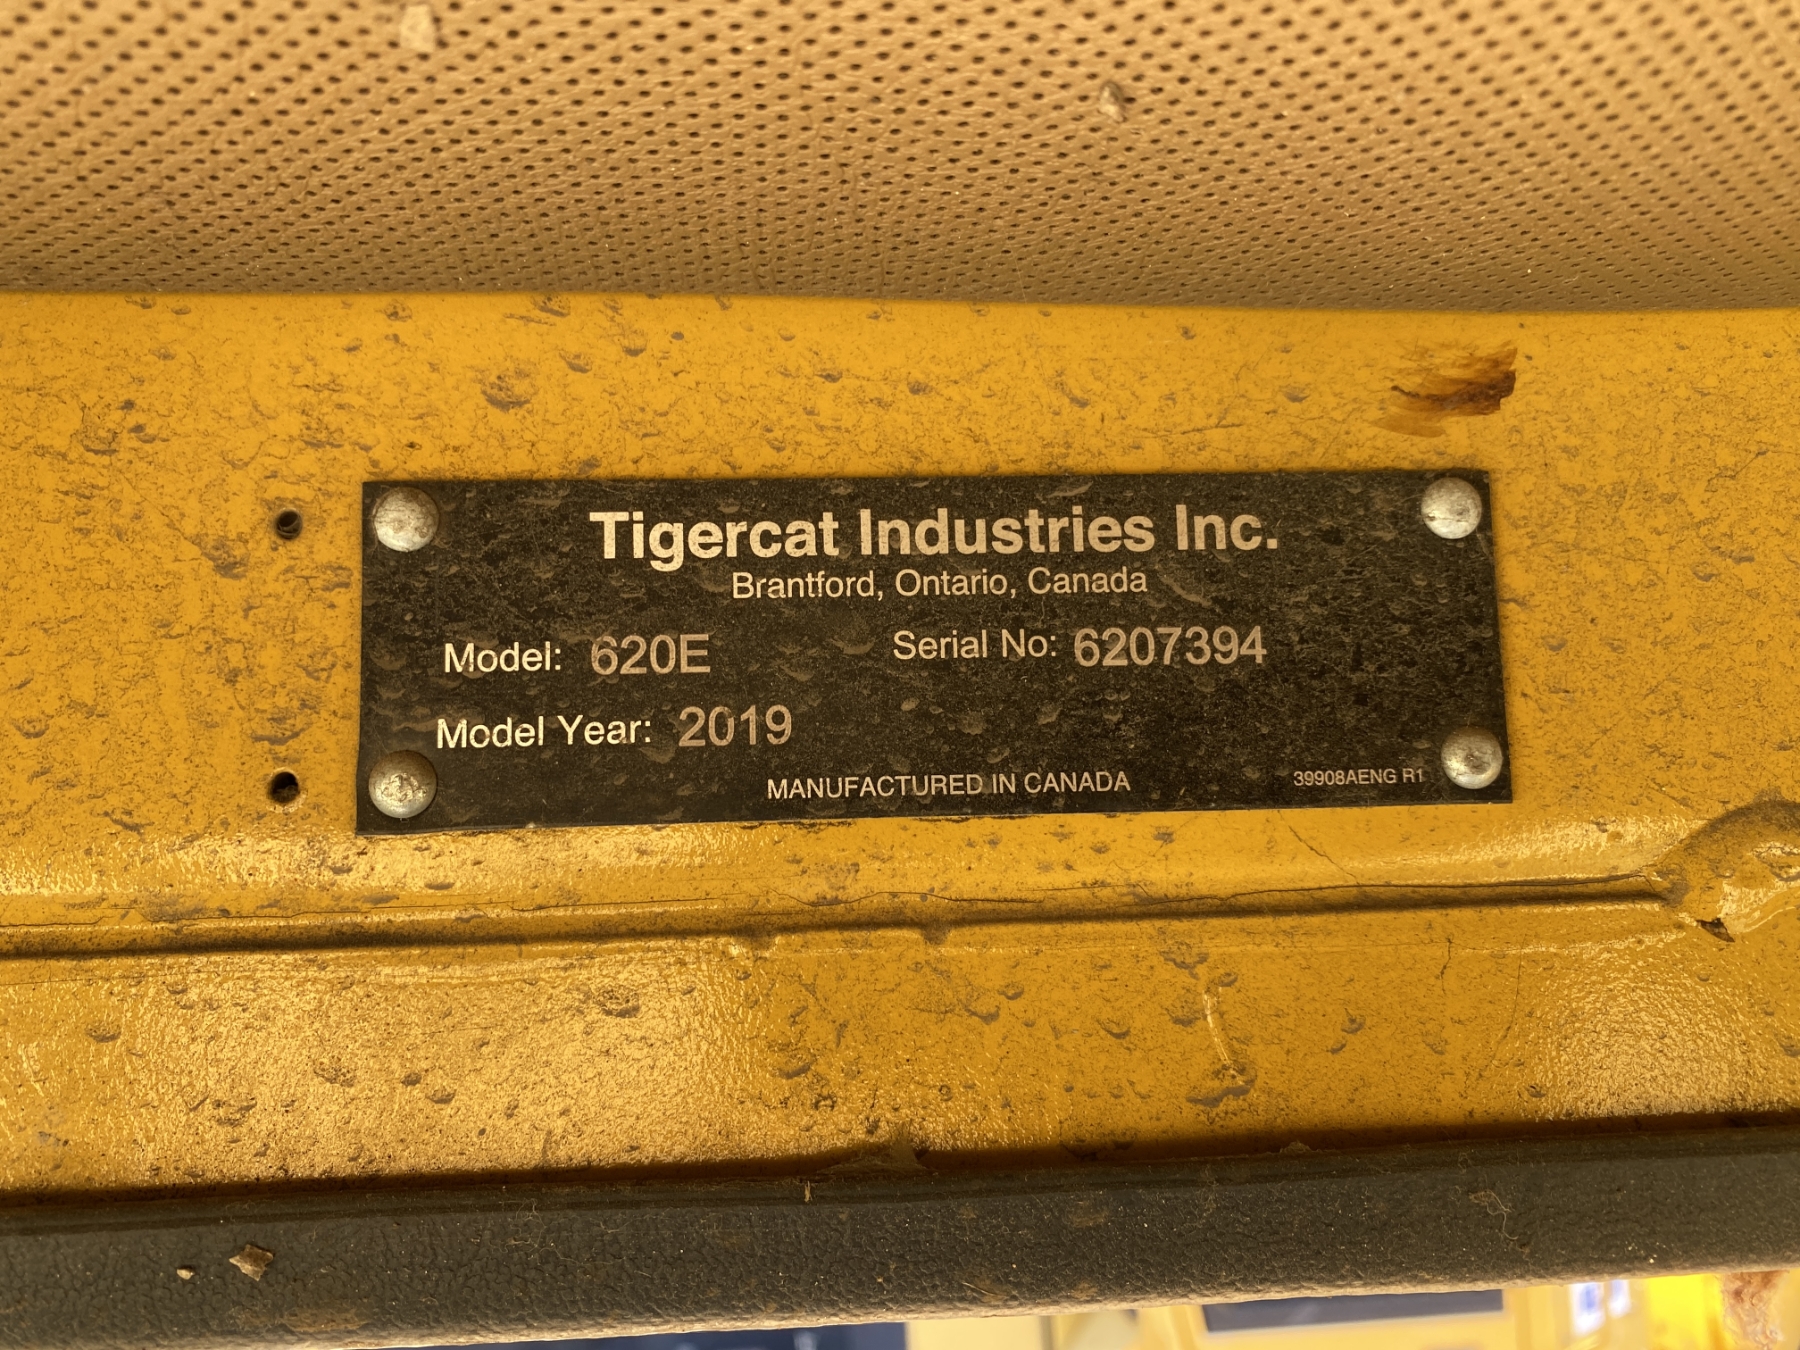 Tigercat Industries Inc.
Brantford, Ontario, Canada
Model: 620E Serial No: 6207394
Model Year: 2019
MANUFACTURED IN CANADA 39908AENG R1